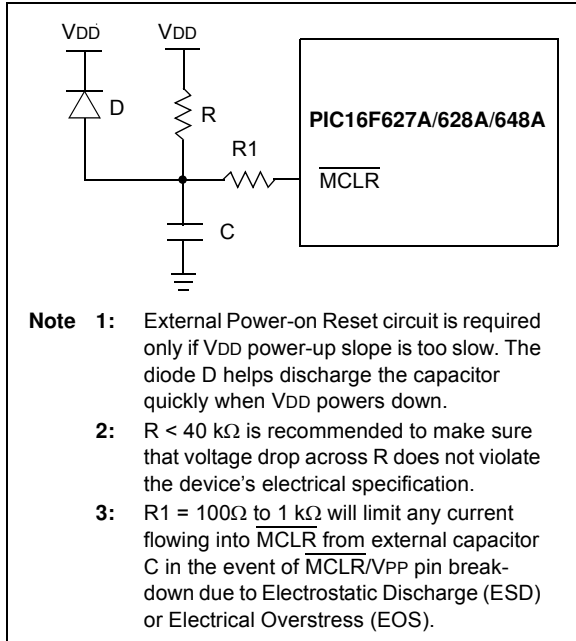 VDD VDD
D R
PIC16F627A/628A/648A
R1
MCLR
C
Note 1: External Power-on Reset circuit is required
only if VDD power-up slope is too slow. The
diode D helps discharge the capacitor
quickly when VDD powers down.
2: R < 40 kΩ is recommended to make sure
that voltage drop across R does not violate
the device's electrical specification.
3: R1 = 100Ω to 1 kΩ will limit any current
flowing into MCLR from external capacitor
C in the event of MCLR/VPP pin break-
down due to Electrostatic Discharge (ESD)
or Electrical Overstress (EOS).